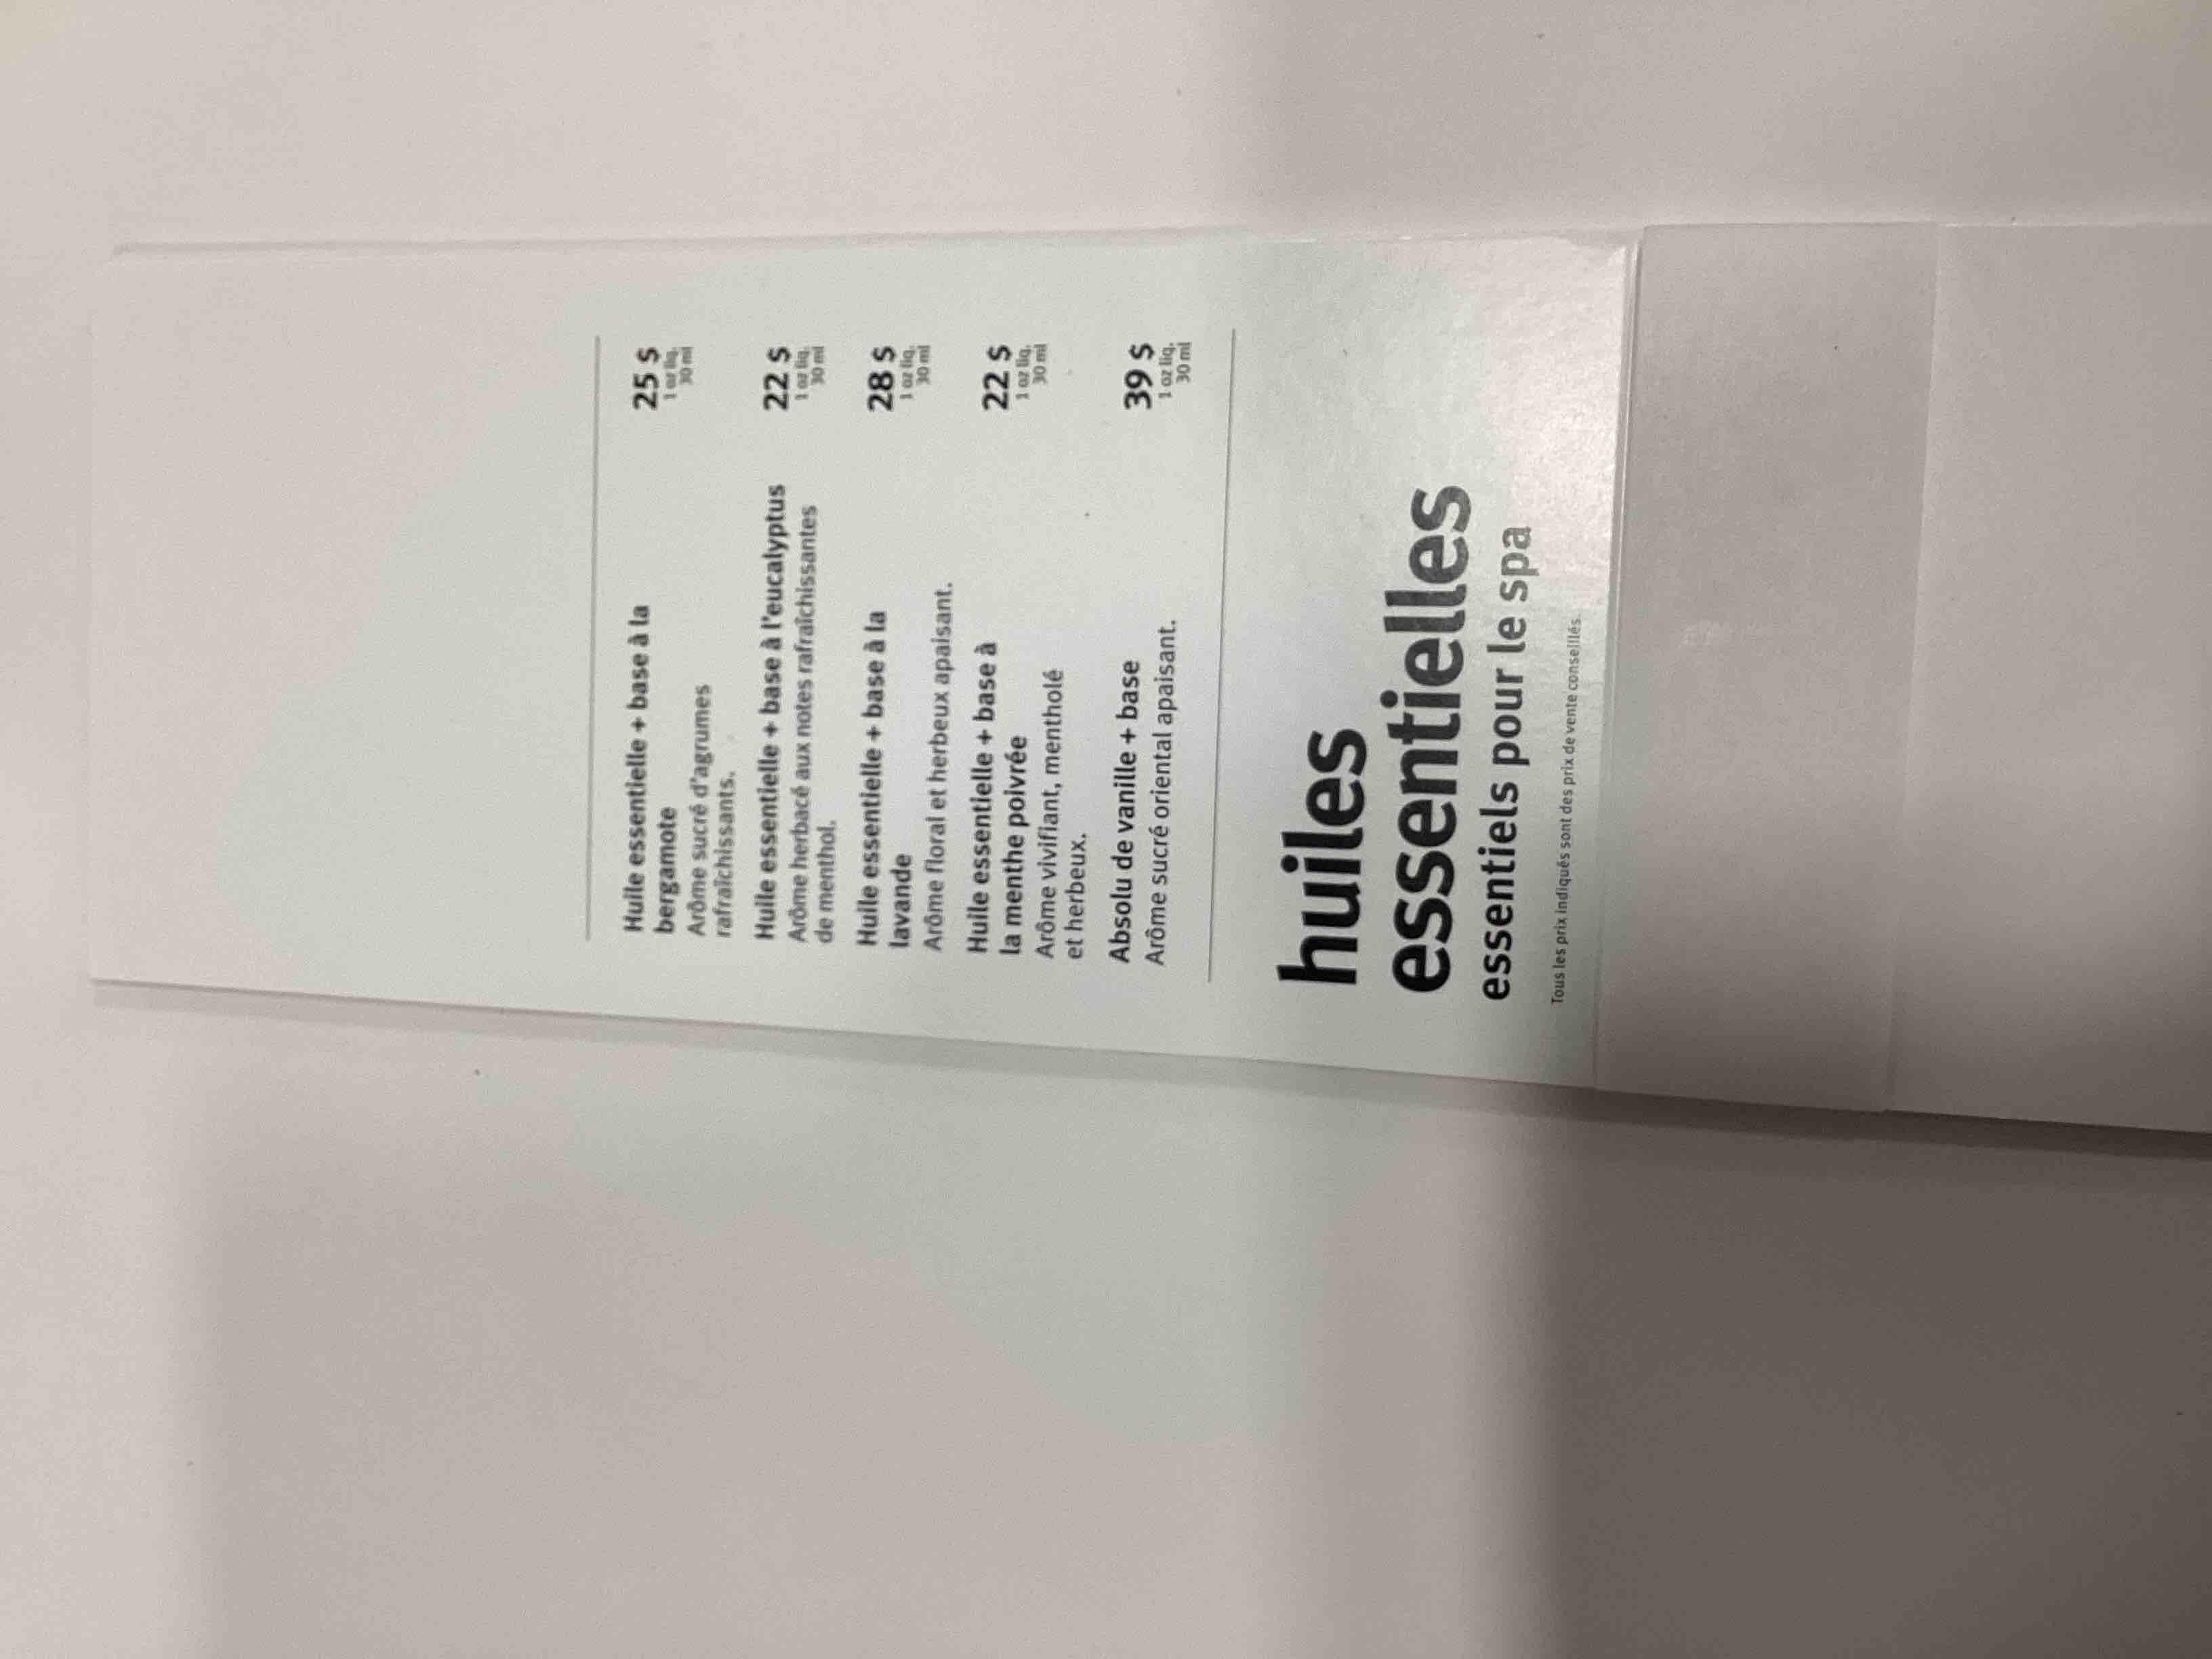 Huile essentielle + base à la
bergamote
25 $
1 oz liq.
30 ml
Arôme sucré d'agrumes
rafraîchissants.
Huile essentielle + base à l'eucalyptus
22 $
1 oz liq.
30 ml
Arôme herbacé aux notes rafraîchissantes
de menthol.
Huile essentielle + base à la
lavande
28 $
1 oz liq.
30 ml
Arôme floral et herbeux apaisant.
Huile essentielle + base à
la menthe poivrée
22 $
1 oz liq.
30 ml
Arôme vivifiant, mentholé
et herbeux.
Absolu de vanille + base
39 $
1 oz liq.
30 ml
Arôme sucré oriental apaisant.
huiles
essentielles
essentiels pour le spa
Tous les prix indiqués sont des prix de vente conseillés.